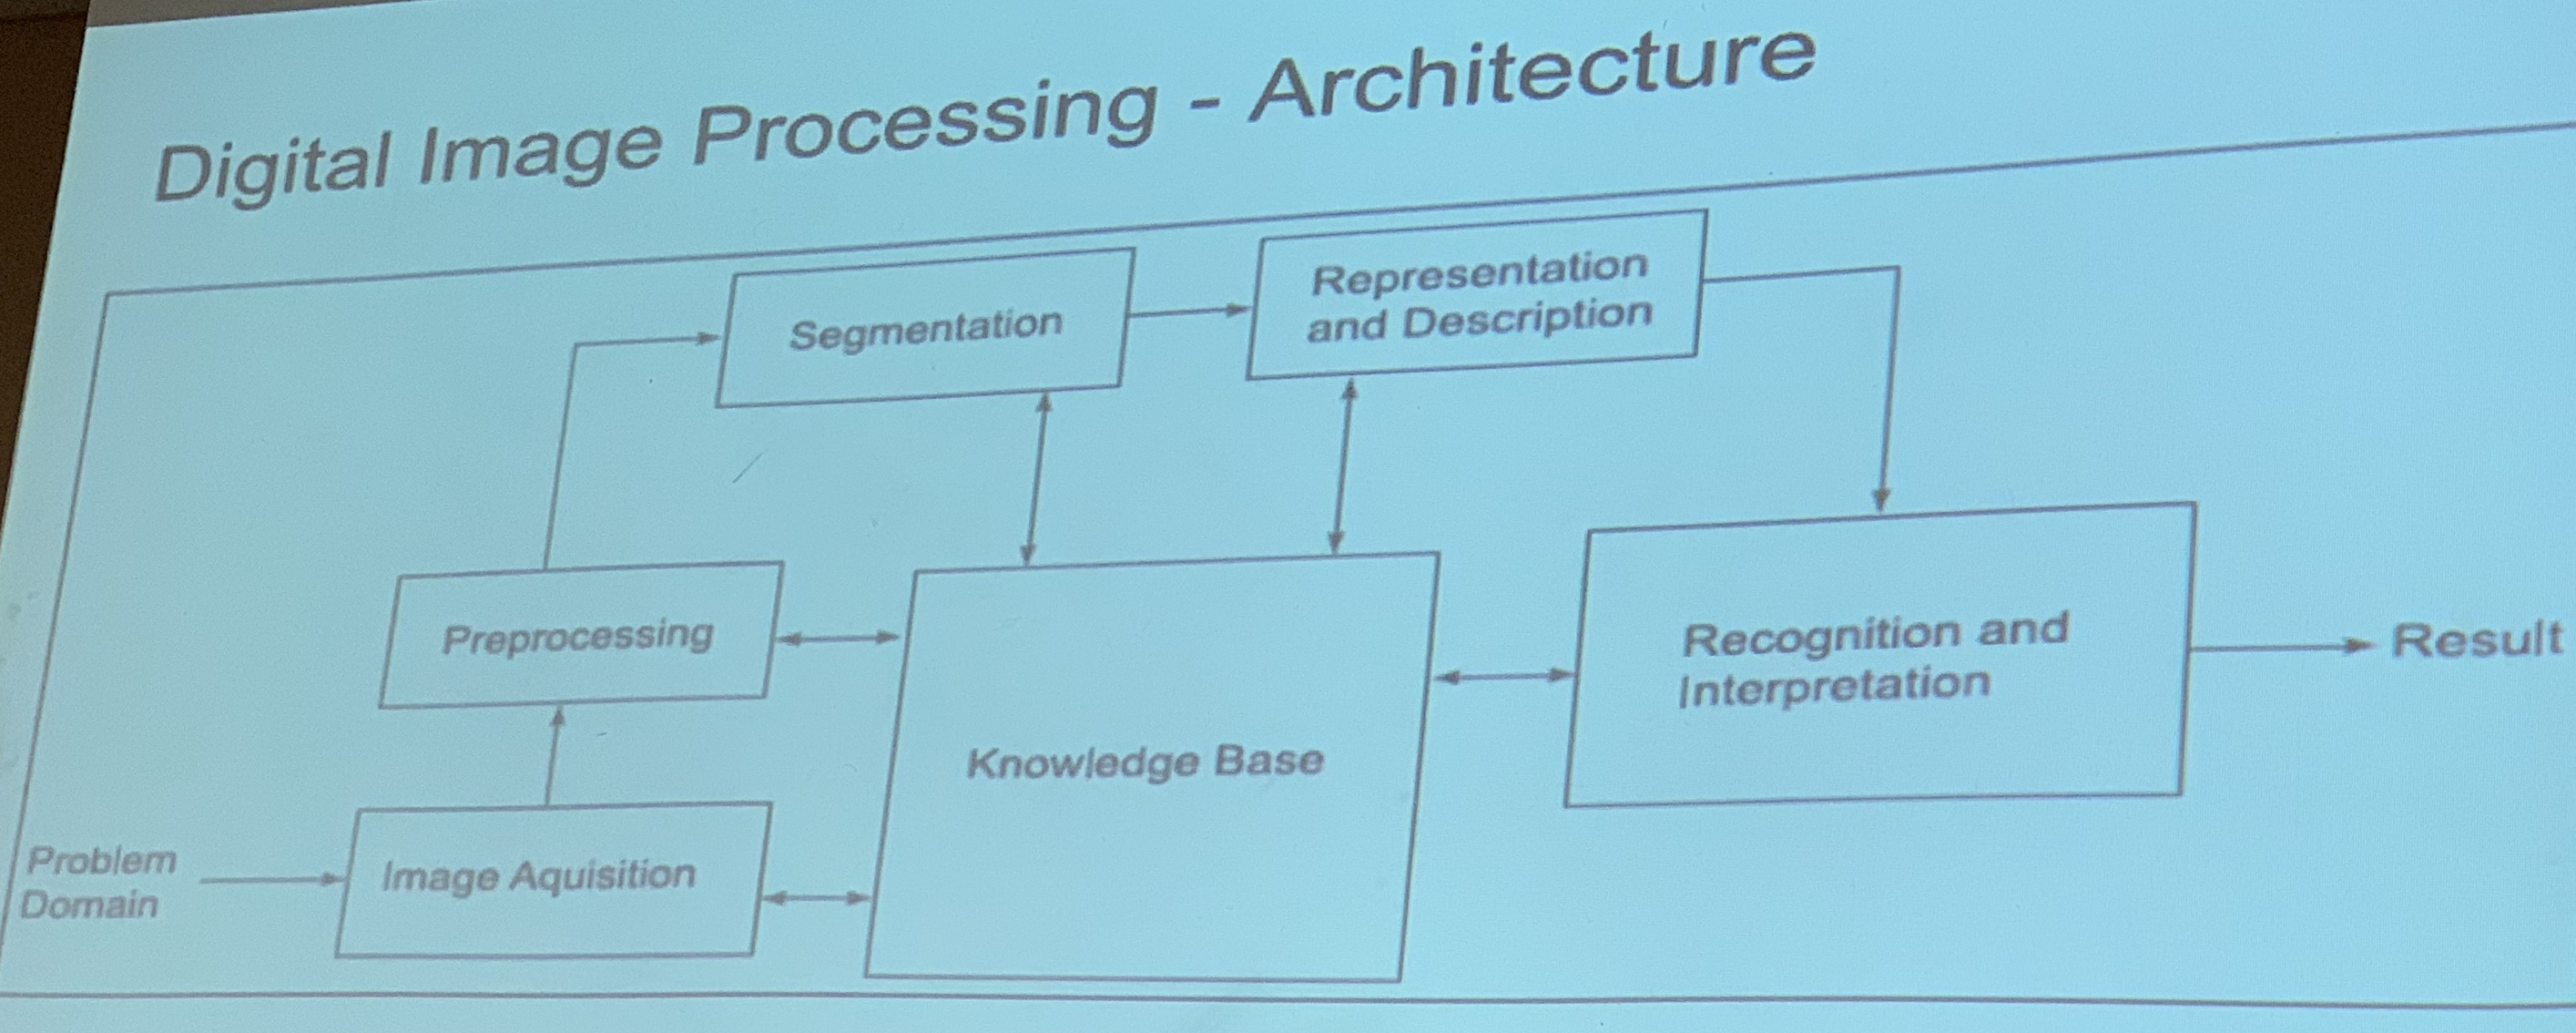 Digital Image Processing - Architecture
Segmentation
Representation
and Description
Preprocessing
Knowledge Base
Recognition and
Interpretation
Result
Problem
Domain
Image Aquisition